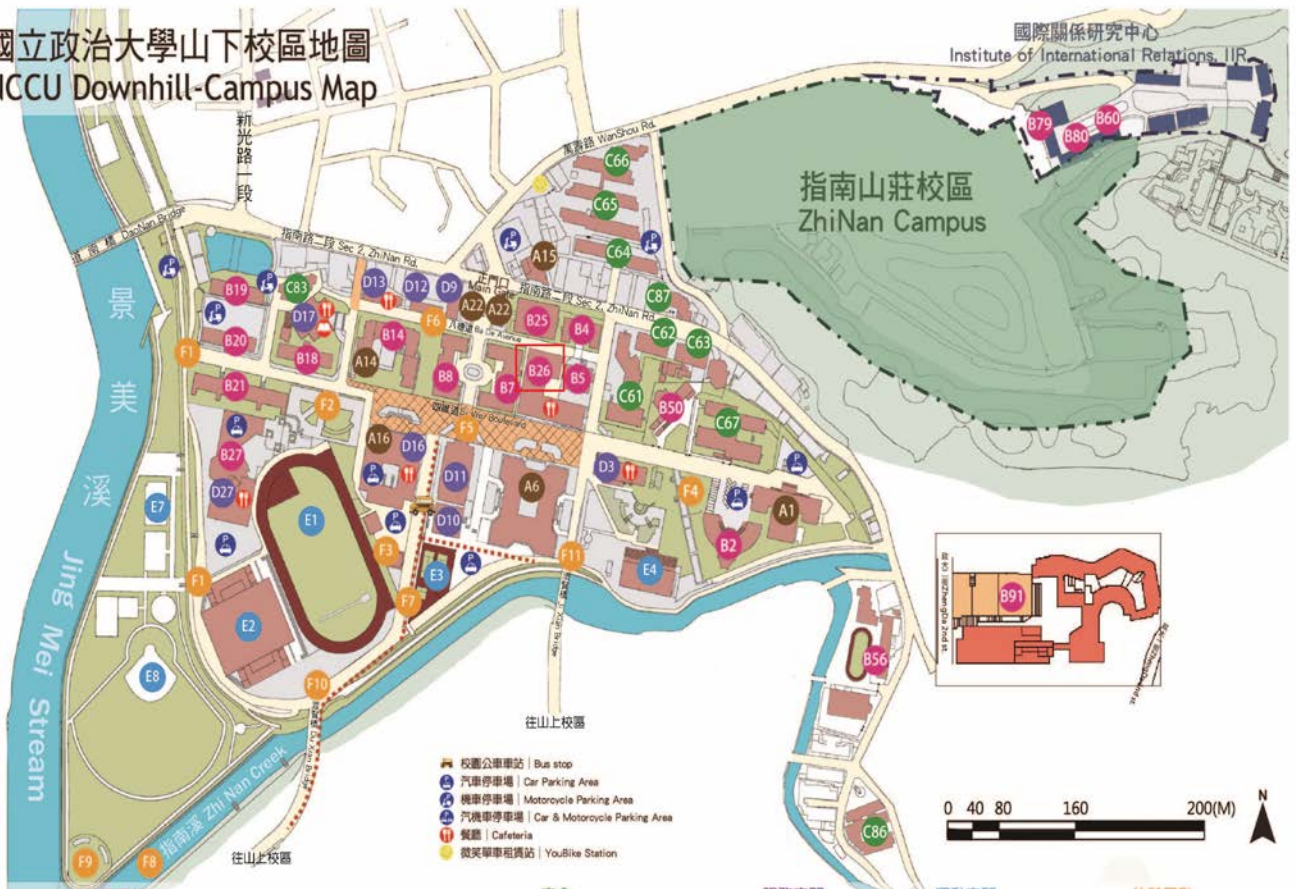 國立政治大學山下校區地圖
NCCU Downhill-Campus Map
國際關係研究中心
Institute of International Relations, IIR
新光路一段
萬壽路 WanShou Rd.
道南橋 DaoNan Bridge
指南路二段 Sec 2, ZhiNan Rd.
正門口
Main Gate
指南路二段 Sec 2, ZhiNan Rd.
八德道 Ba De Avenue
四維道 Si Wei Boulevard
指南山莊校區
ZhiNan Campus
B79
B80
B60
C66
C65
C64
A15
C87
C62
C63
B19
C83
D13
D12
D9
A22
A22
B25
B4
D17
F6
B20
B18
B14
F1
A14
B8
B7
B26
B5
C61
B50
C67
B21
F2
F5
A16
D16
B27
D27
D11
A6
D3
F4
A1
E7
E1
D10
B2
F3
E3
F11
E4
F1
F7
E2
E8
F10
B56
B91
C86
F9
F8
景美溪
Jing Mei Stream
指南溪 Zhi Nan Creek
ZhengDa 2nd st.
往山上校區
往山上校區
校園公車車站 | Bus stop
汽車停車場 | Car Parking Area
機車停車場 | Motorcycle Parking Area
汽機車停車場 | Car & Motorcycle Parking Area
餐廳 | Cafeteria
微笑單車租賃站 | YouBike Station
0 40 80 160 200(M)
N